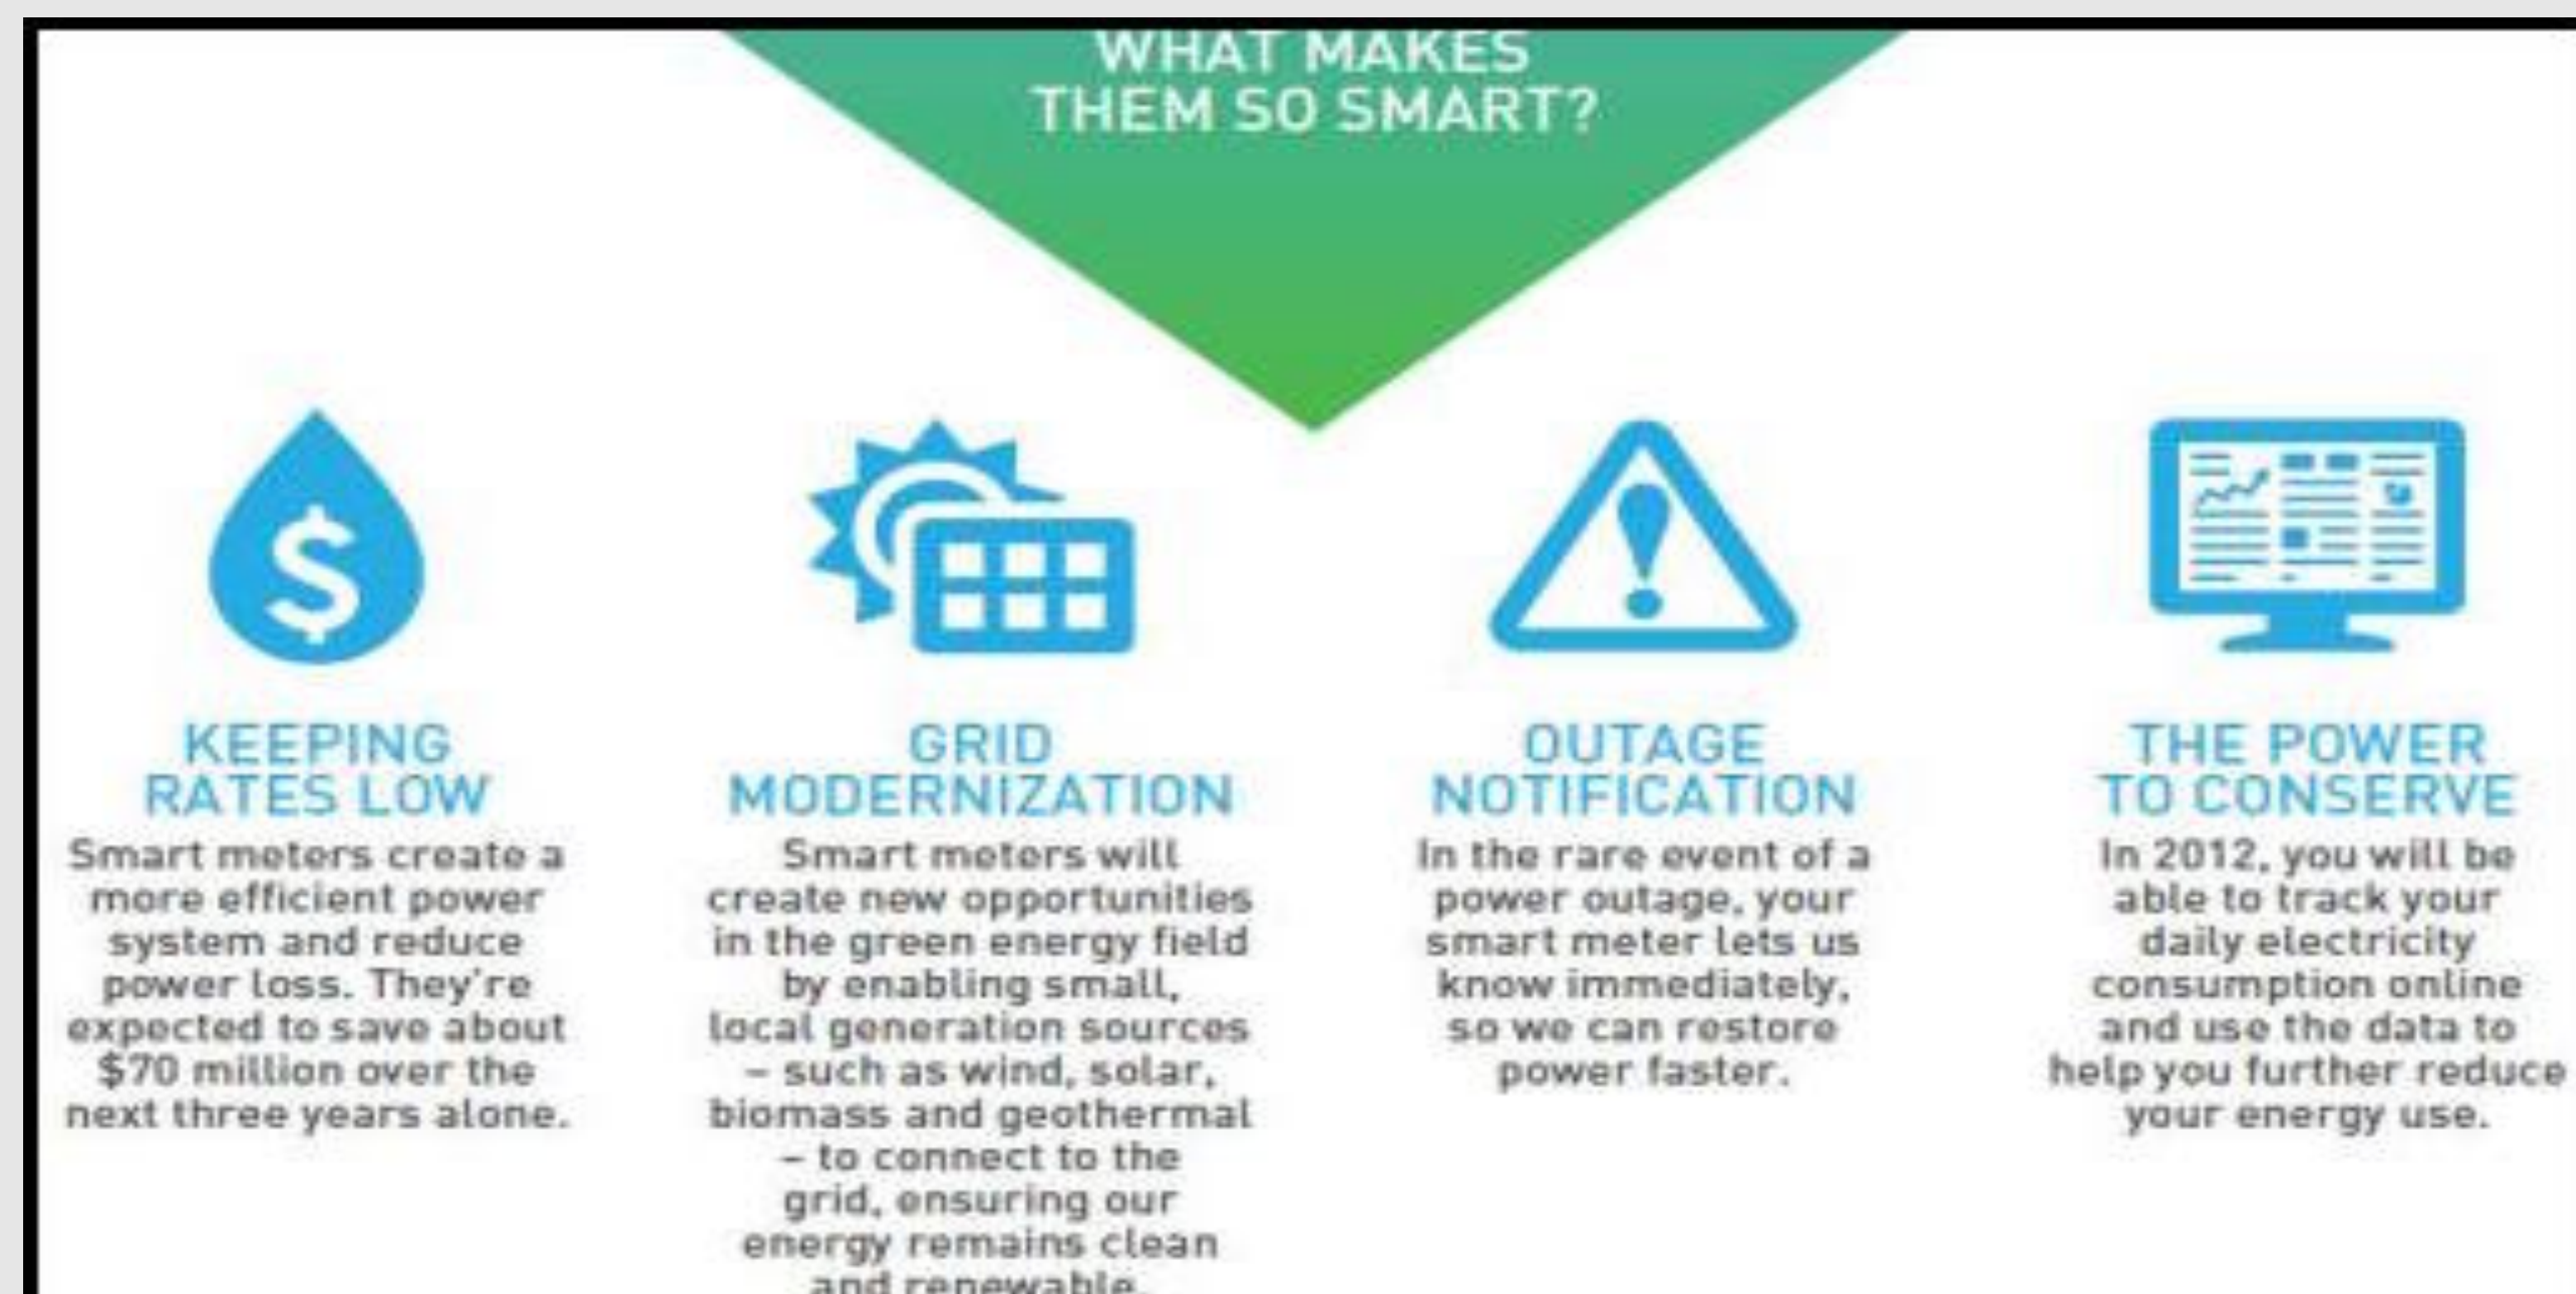 WHAT MAKES
THEM SO SMART?
$
KEEPING
RATES LOW
Smart meters create a
more efficient power
system and reduce
power loss. They're
expected to save about
$70 million over the
next three years alone.
GRID
MODERNIZATION
Smart meters will
create new opportunities
in the green energy field
by enabling small,
local generation sources
– such as wind, solar,
biomass and geothermal
– to connect to the
grid, ensuring our
energy remains clean
and renewable.
!
OUTAGE
NOTIFICATION
In the rare event of a
power outage, your
smart meter lets us
know immediately,
so we can restore
power faster.
THE POWER
TO CONSERVE
In 2012, you will be
able to track your
daily electricity
consumption online
and use the data to
help you further reduce
your energy use.